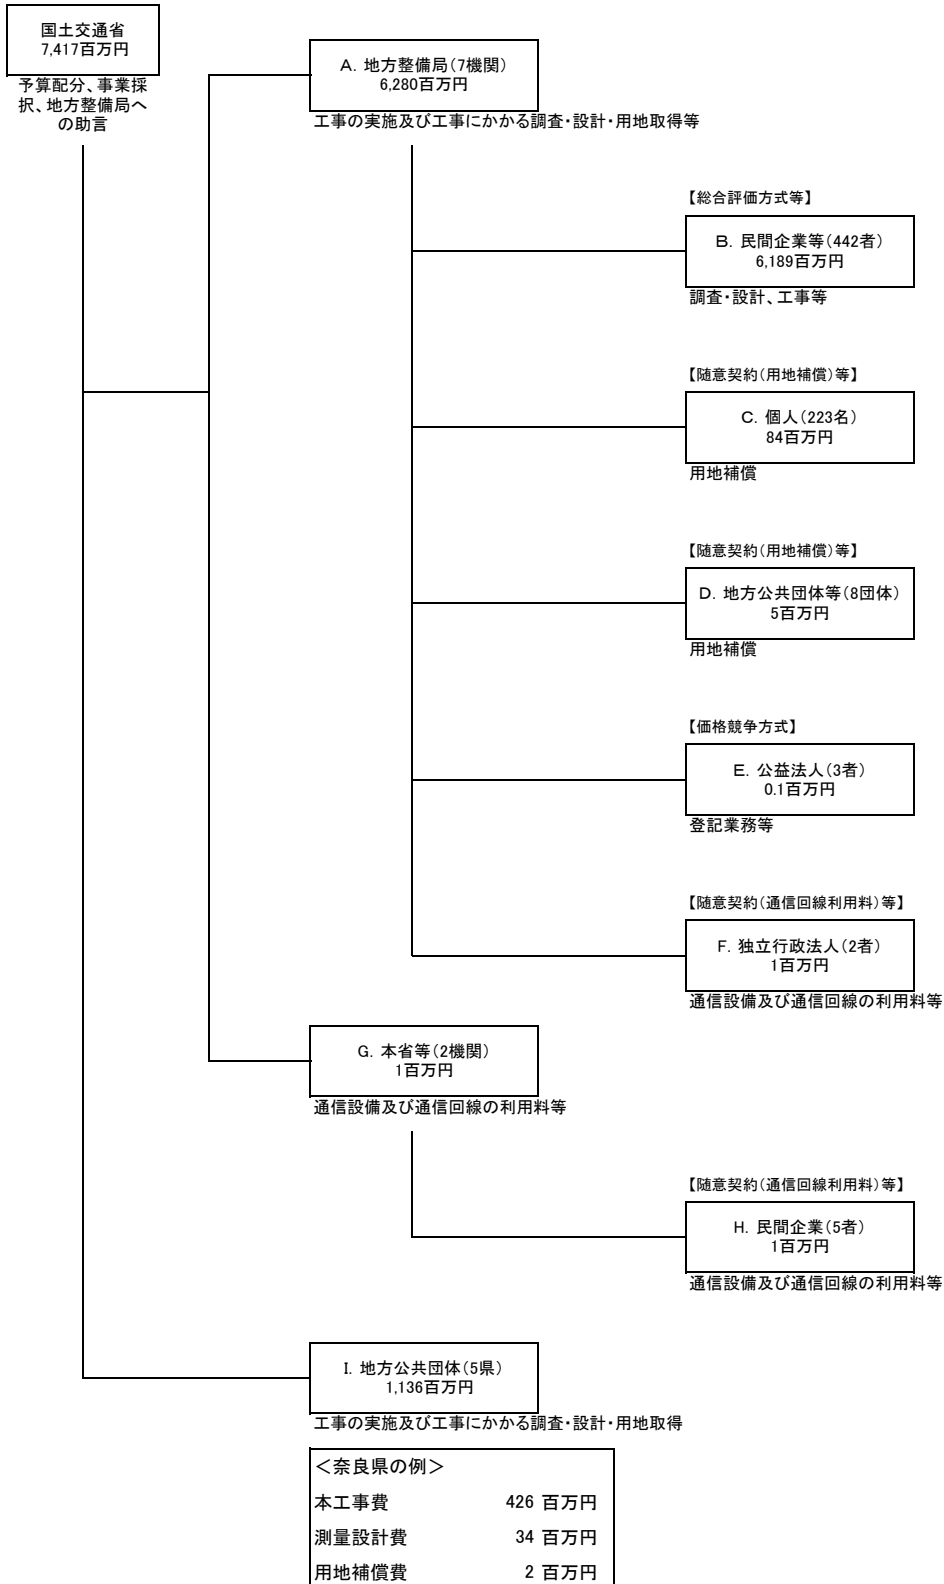 国土交通省
7,417百万円
予算配分、事業採
択、地方整備局へ
の助言
A. 地方整備局(7機関)
6,280百万円
工事の実施及び工事にかかる調査・設計・用地取得等
【総合評価方式等】
B. 民間企業等(442者)
6,189百万円
調査・設計、工事等
【随意契約(用地補償)等】
C. 個人(223名)
84百万円
用地補償
【随意契約(用地補償)等】
D. 地方公共団体等(8団体)
5百万円
用地補償
【価格競争方式】
E. 公益法人(3者)
0.1百万円
登記業務等
【随意契約(通信回線利用料)等】
F. 独立行政法人(2者)
1百万円
通信設備及び通信回線の利用料等
G. 本省等(2機関)
1百万円
通信設備及び通信回線の利用料等
【随意契約(通信回線利用料)等】
H. 民間企業(5者)
1百万円
通信設備及び通信回線の利用料等
I. 地方公共団体(5県)
1,136百万円
工事の実施及び工事にかかる調査・設計・用地取得
＜奈良県の例＞
本工事費 426 百万円
測量設計費 34 百万円
用地補償費 2 百万円